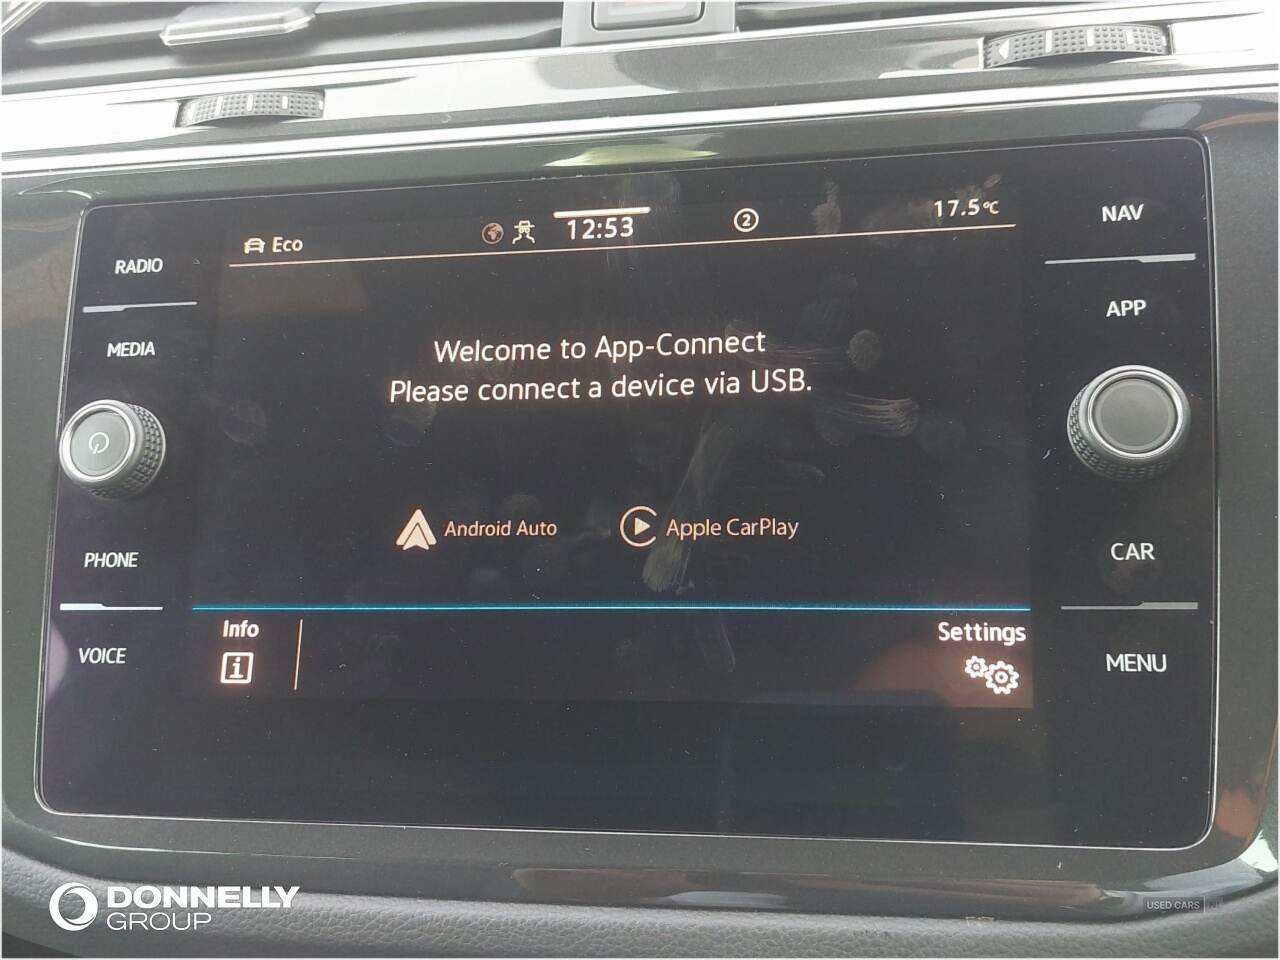 Eco
12:53
2
17.5°C
NAV
RADIO
APP
MEDIA
Welcome to App-Connect
Please connect a device via USB.
Android Auto
Apple CarPlay
PHONE
CAR
Info
Settings
VOICE
MENU
DONNELLY
GROUP
USED CARS